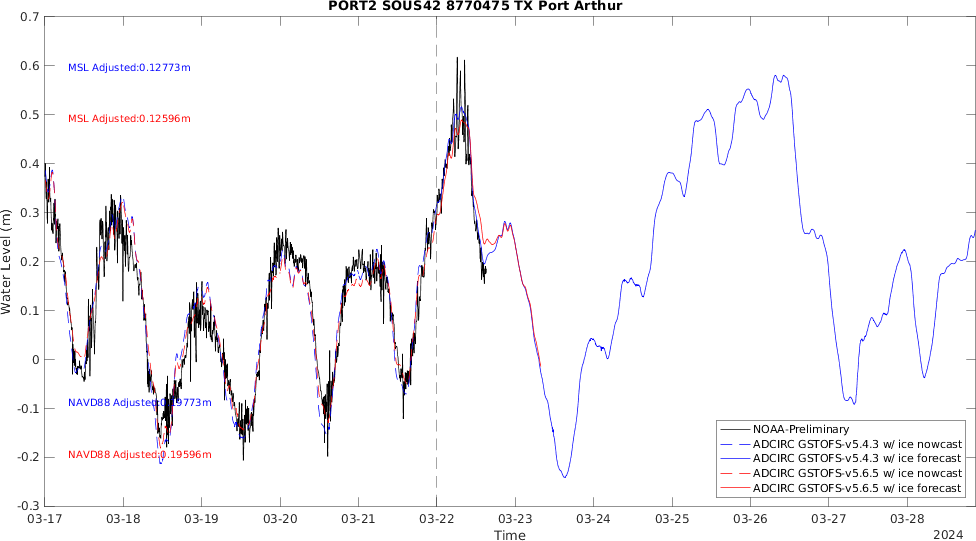 PORT2 SOUS42 8770475 TX Port Arthur
0.7
0.6
0.5
0.4
0.3
0.2
0.1
0
-0.1
-0.2
-0.3
Water Level (m)
MSL Adjusted:0.12773m
MSL Adjusted:0.12596m
NAVD88 Adjusted:0.19773m
NAVD88 Adjusted:0.19596m
NOAA-Preliminary
ADCIRC GSTOFS-v5.4.3 w/ ice nowcast
ADCIRC GSTOFS-v5.4.3 w/ ice forecast
ADCIRC GSTOFS-v5.6.5 w/ ice nowcast
ADCIRC GSTOFS-v5.6.5 w/ ice forecast
03-17 03-18 03-19 03-20 03-21 03-22 03-23 03-24 03-25 03-26 03-27 03-28
Time
2024